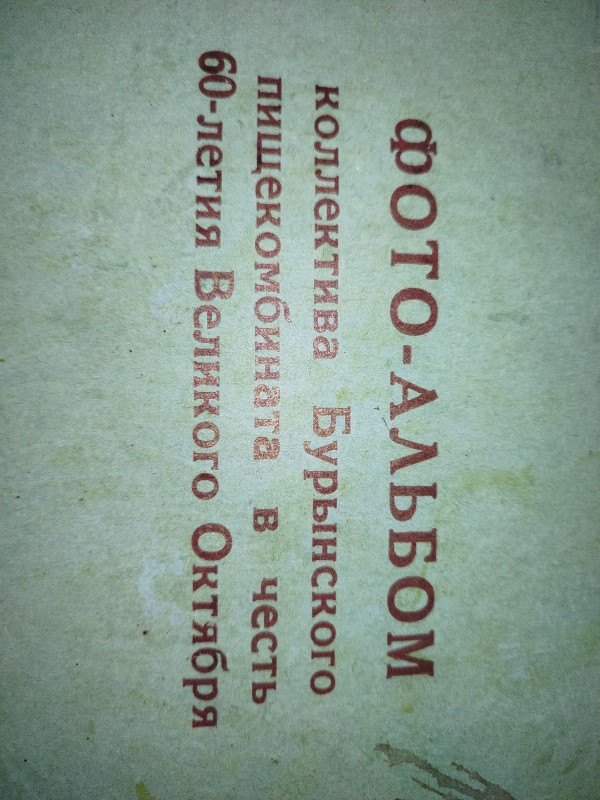 ФОТО-АЛЬБОМ
коллектива Бурынского
пищекомбината в честь
60-летия Великого Октября